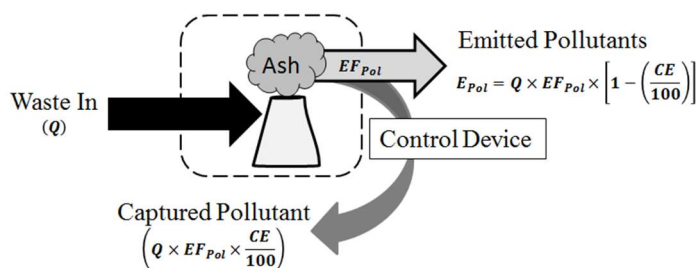 Emitted Pollutants
Ash
EF_Pol
E_Pol = Q × EF_Pol × [1 − (CE/100)]
Waste In
(Q)
Control Device
Captured Pollutant
(Q × EF_Pol × CE/100)